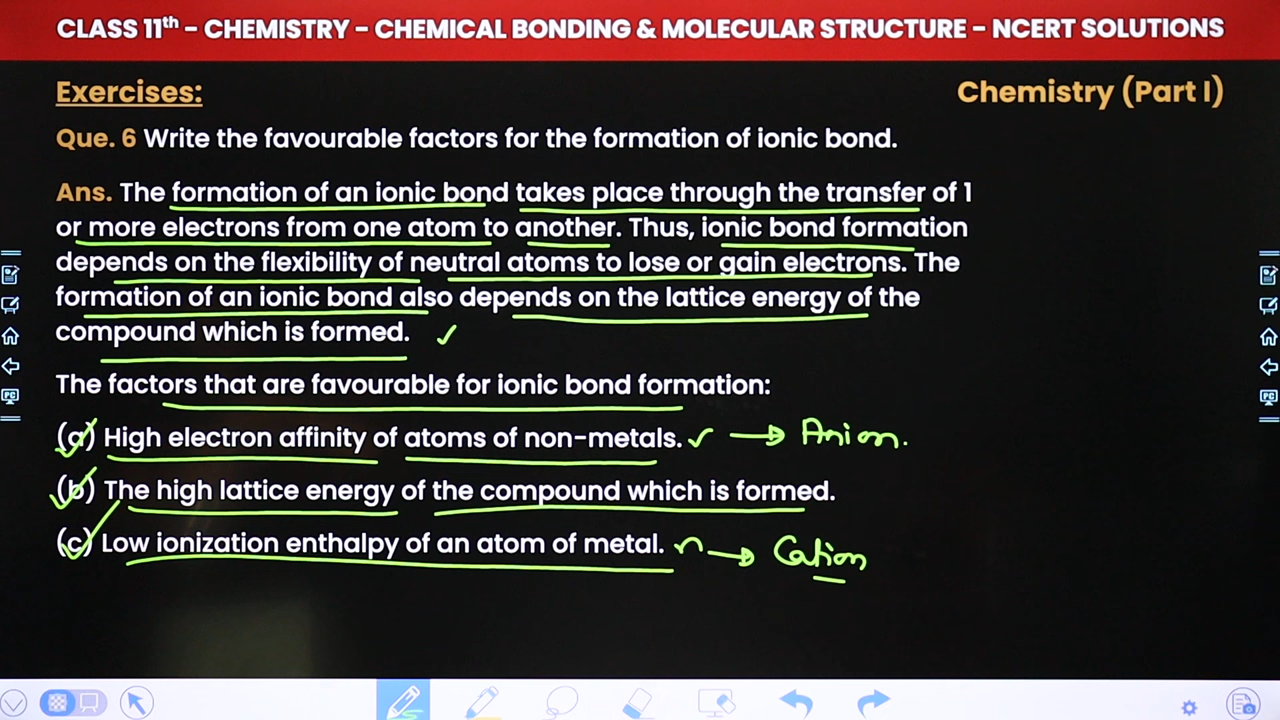 CLASS 11th - CHEMISTRY - CHEMICAL BONDING & MOLECULAR STRUCTURE - NCERT SOLUTIONS
Exercises: Chemistry (Part I)
Que. 6 Write the favourable factors for the formation of ionic bond.
Ans. The formation of an ionic bond takes place through the transfer of 1
or more electrons from one atom to another. Thus, ionic bond formation
depends on the flexibility of neutral atoms to lose or gain electrons. The
formation of an ionic bond also depends on the lattice energy of the
compound which is formed.
The factors that are favourable for ionic bond formation:
(a) High electron affinity of atoms of non-metals. → Anion.
(b) The high lattice energy of the compound which is formed.
(c) Low ionization enthalpy of an atom of metal. → Cation
PC PC